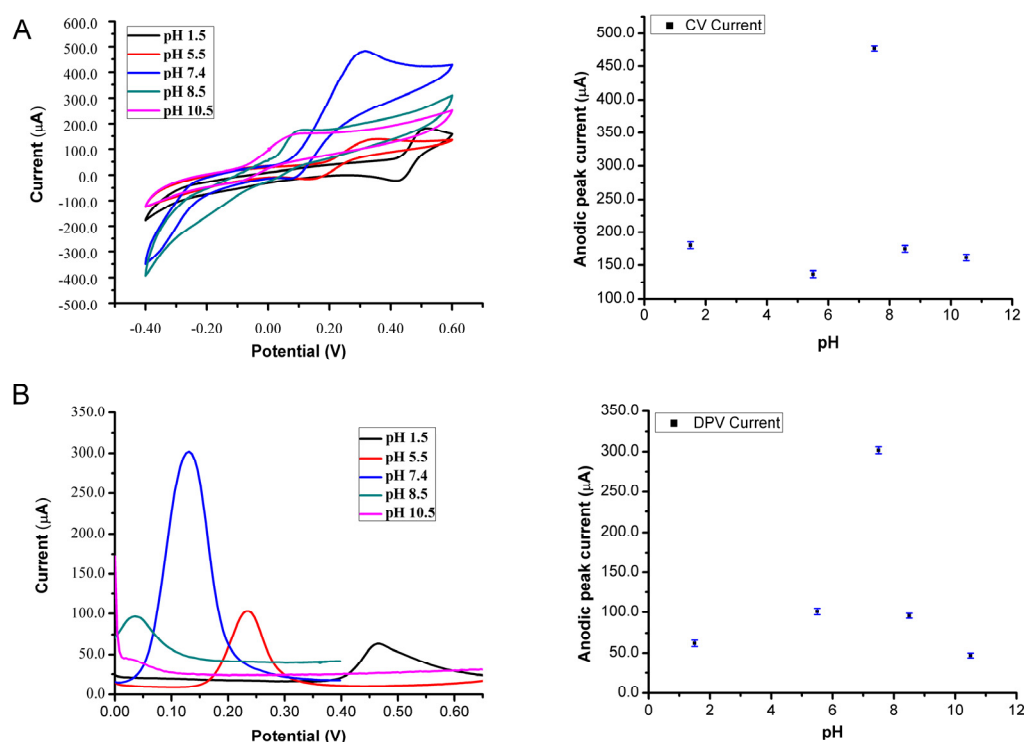 A
600.0
500.0
400.0
300.0
200.0
100.0
0.0
-100.0
-200.0
-300.0
-400.0
-500.0
Current (µA)
pH 1.5
pH 5.5
pH 7.4
pH 8.5
pH 10.5
-0.40 -0.20 0.00 0.20 0.40 0.60
Potential (V)
CV Current
500.0
450.0
400.0
350.0
300.0
250.0
200.0
150.0
100.0
Anodic peak current (µA)
0 2 4 6 8 10 12
pH
B
350.0
300.0
250.0
200.0
150.0
100.0
50.0
0.0
Current (µA)
pH 1.5
pH 5.5
pH 7.4
pH 8.5
pH 10.5
0.00 0.10 0.20 0.30 0.40 0.50 0.60
Potential (V)
DPV Current
350.0
300.0
250.0
200.0
150.0
100.0
50.0
0.0
Anodic peak current (µA)
0 2 4 6 8 10 12
pH